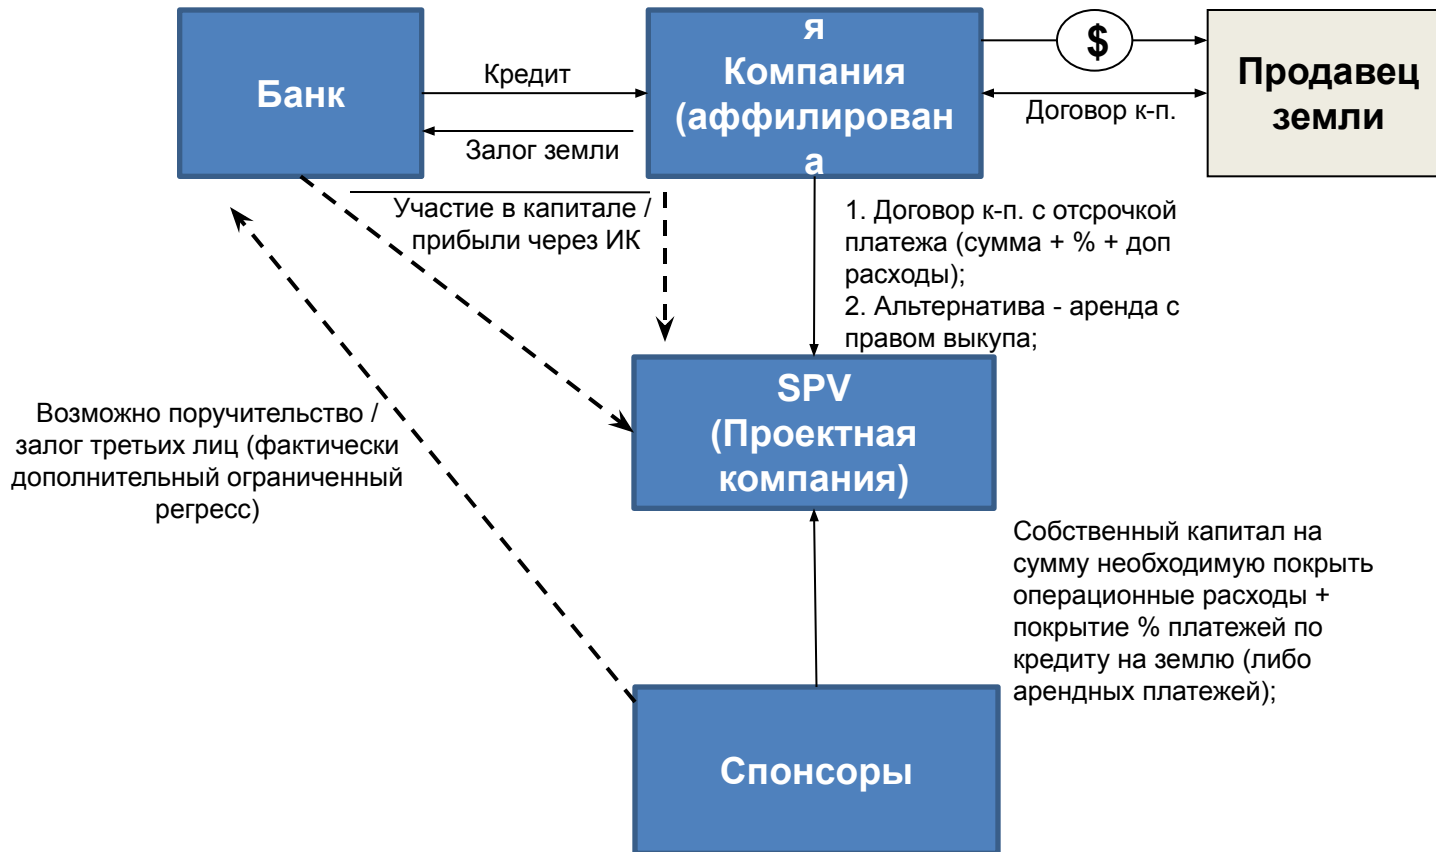 Банк
Кредит
Залог земли
я
Компания
(аффилирован
а
$
Договор к-п.
Продавец
земли
Участие в капитале /
прибыли через ИК
1. Договор к-п. с отсрочкой
платежа (сумма + % + доп
расходы);
2. Альтернатива - аренда с
правом выкупа;
SPV
(Проектная
компания)
Возможно поручительство /
залог третьих лиц (фактически
дополнительный ограниченный
регресс)
Собственный капитал на
сумму необходимую покрыть
операционные расходы +
покрытие % платежей по
кредиту на землю (либо
арендных платежей);
Спонсоры